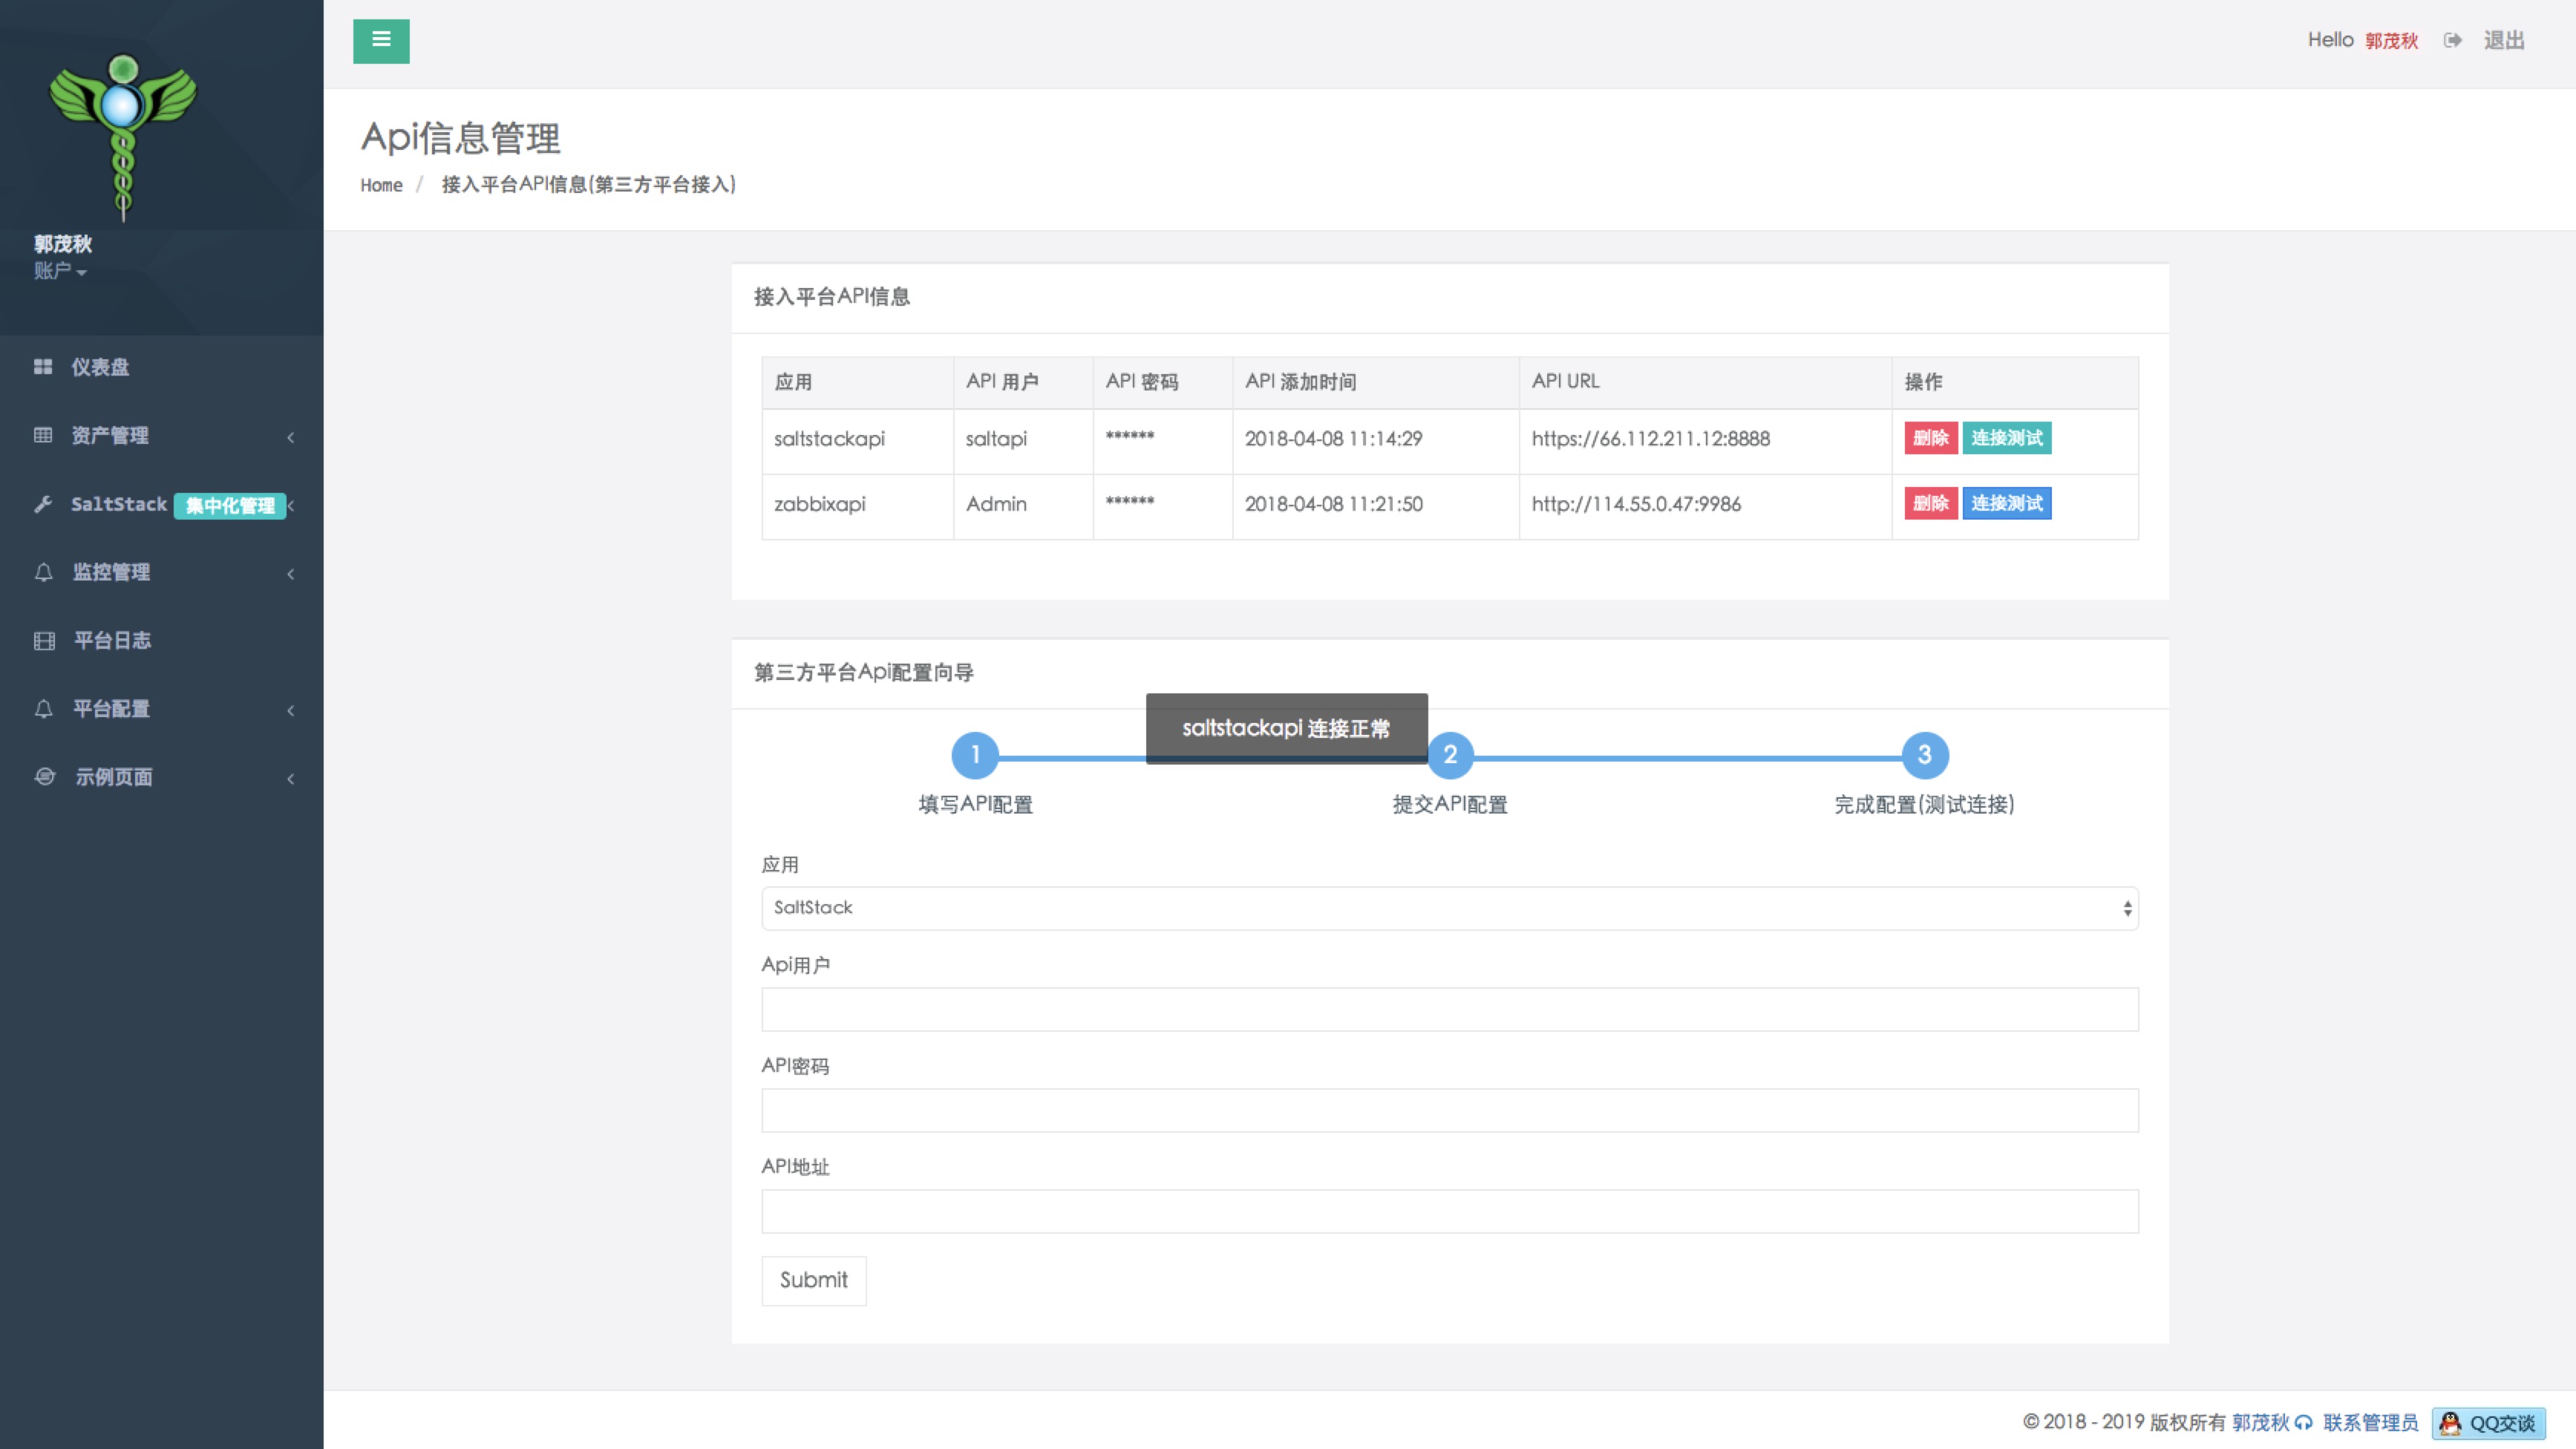 Hello 郭茂秋 退出
郭茂秋
账户
仪表盘
资产管理
SaltStack 集中化管理
监控管理
平台日志
平台配置
示例页面
Api信息管理
Home / 接入平台API信息(第三方平台接入)
接入平台API信息
应用 API 用户 API 密码 API 添加时间 API URL 操作
saltstackapi saltapi ****** 2018-04-08 11:14:29 https://66.112.211.12:8888 删除 连接测试
zabbixapi Admin ****** 2018-04-08 11:21:50 http://114.55.0.47:9986 删除 连接测试
第三方平台Api配置向导
saltstackapi 连接正常
1 2 3
填写API配置 提交API配置 完成配置(测试连接)
应用
SaltStack
Api用户
API密码
API地址
Submit
© 2018 - 2019 版权所有 郭茂秋 联系管理员 QQ交谈